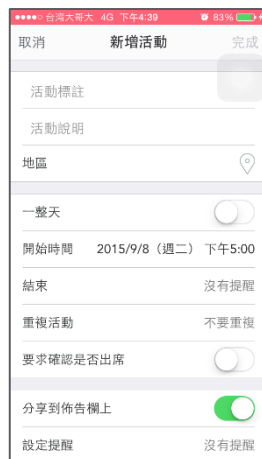 台湾大哥大 4G 下午4:39 83%
取消 新增活動 完成
活動標註
活動說明
地區
一整天
開始時間 2015/9/8（週二） 下午5:00
結束 沒有提醒
重複活動 不要重複
要求確認是否出席
分享到佈告欄上
設定提醒 沒有提醒